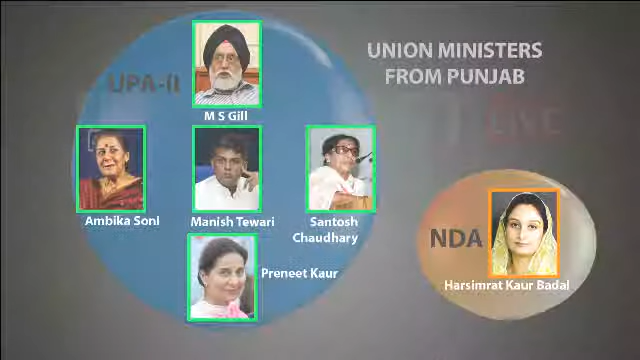 UNION MINISTERS
FROM PUNJAB
UPA-II
M S Gill
LIVE
Ambika Soni
Manish Tewari
Santosh
Chaudhary
Preneet Kaur
NDA
Harsimrat Kaur Badal